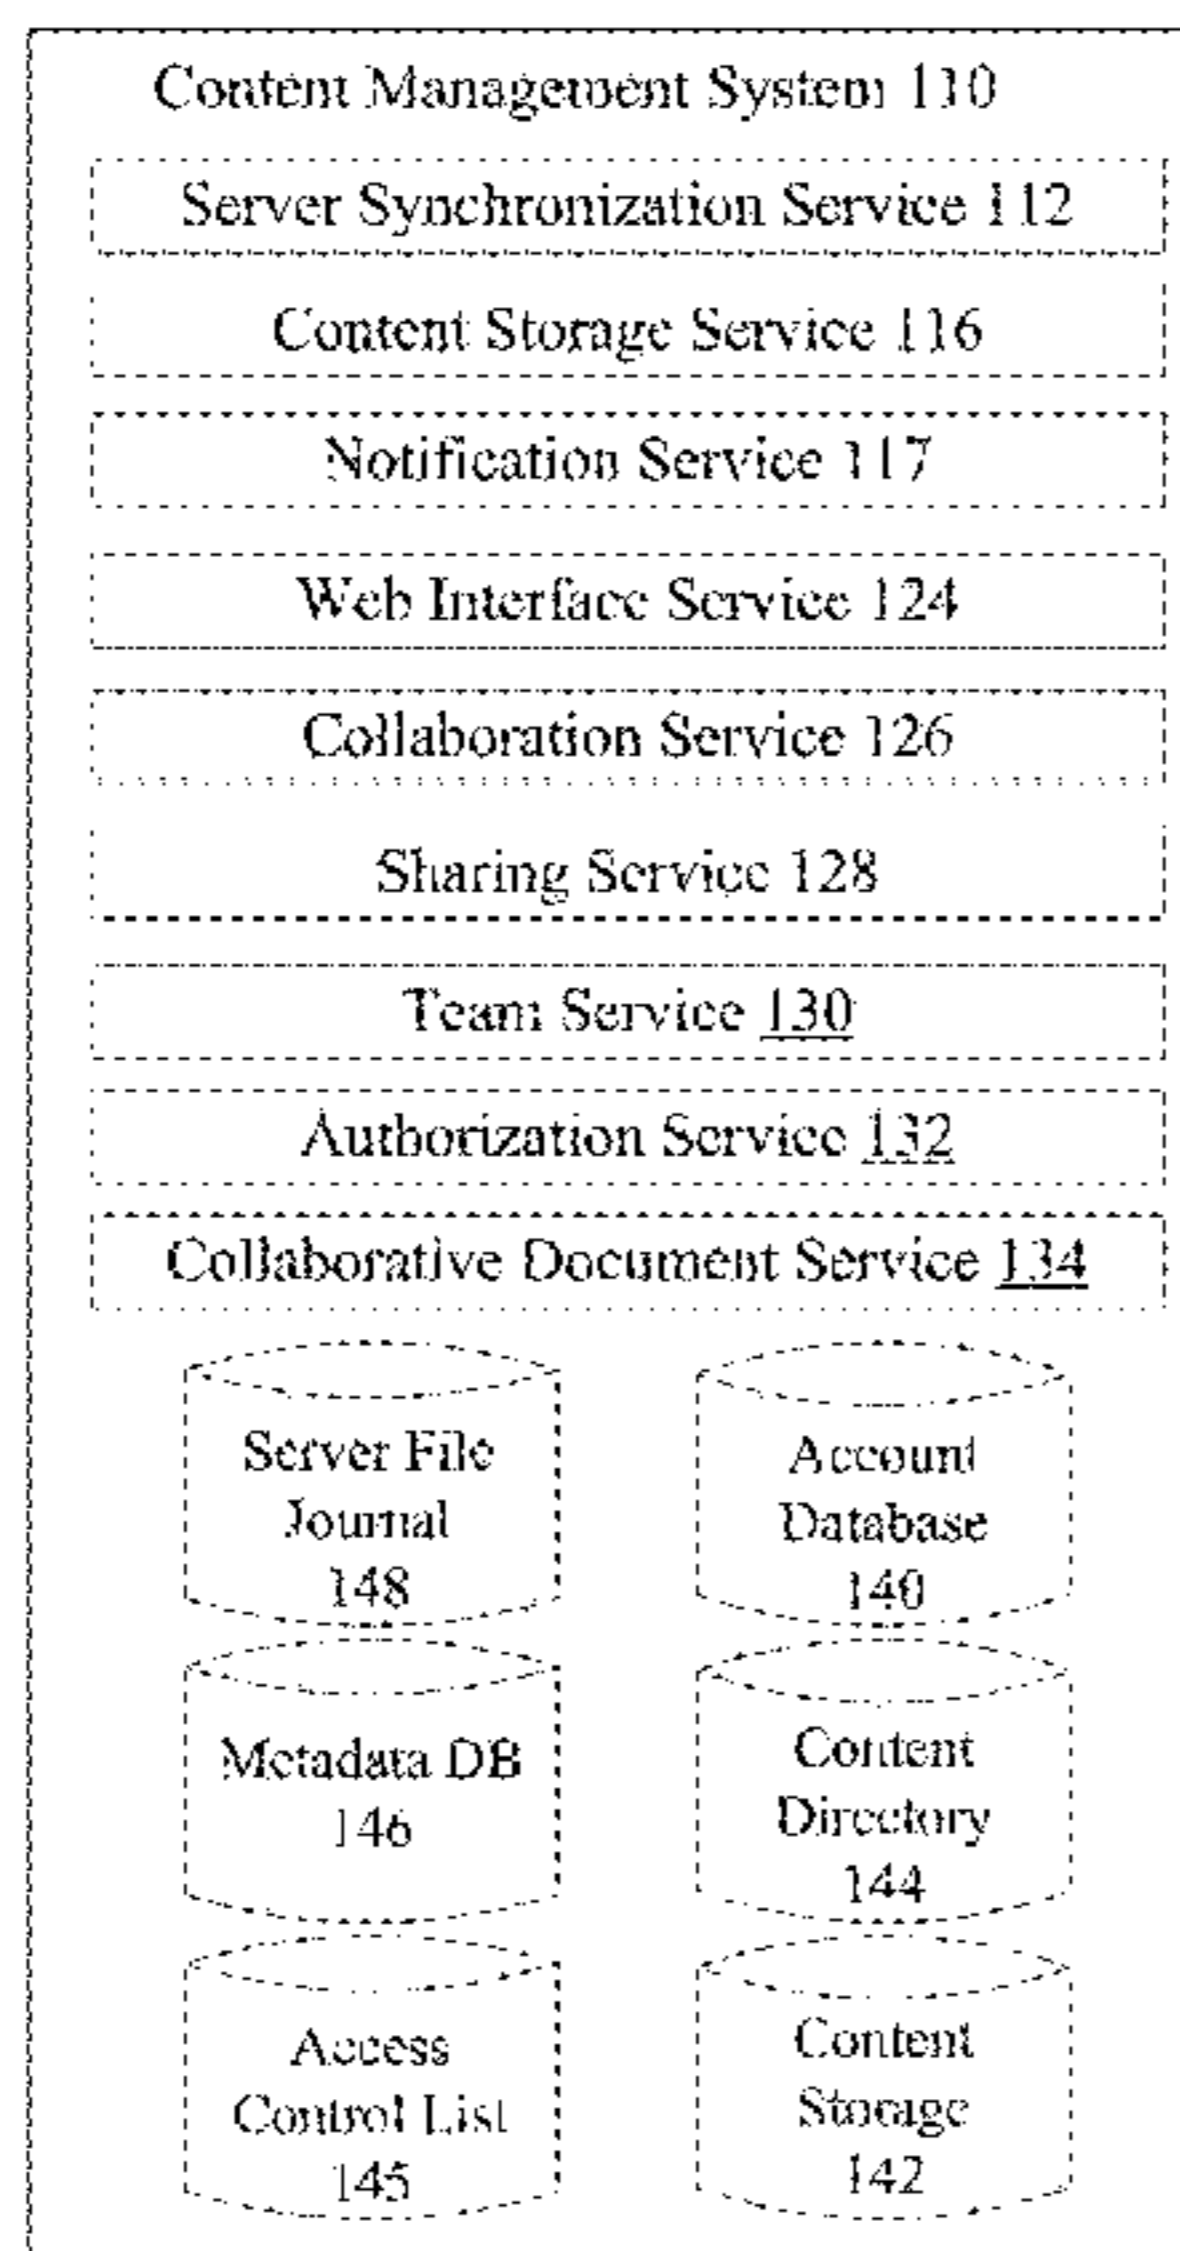 Content Management System 110
Server Synchronization Service 112
Content Storage Service 116
Notification Service 117
Web Interface Service 124
Collaboration Service 126
Sharing Service 128
Team Service 130
Authorization Service 132
Collaborative Document Service 134
Server File
Journal
148
Account
Database
140
Metadata DB
146
Content
Directory
144
Access
Control List
145
Content
Storage
142